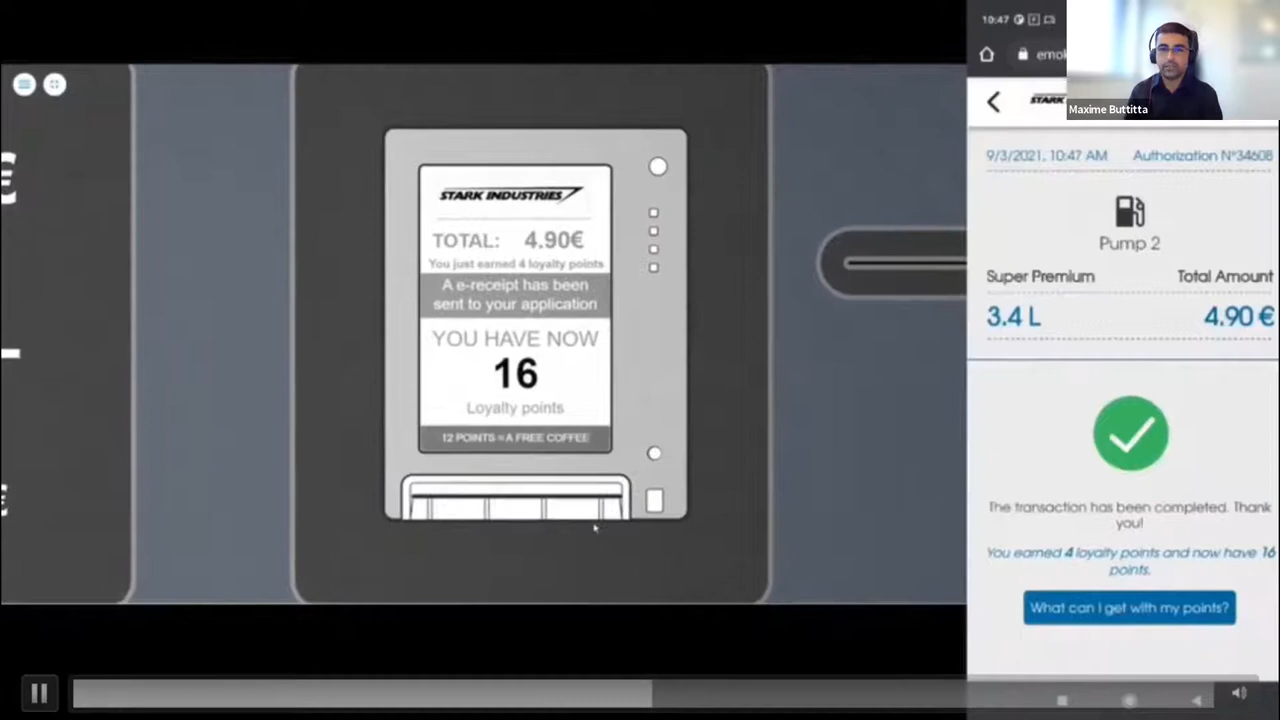 €
€
STARK INDUSTRIES
TOTAL: 4.90€
You just earned 4 loyalty points
A e-receipt has been
sent to your application
YOU HAVE NOW
16
Loyalty points
12 POINTS = A FREE COFFEE
10:47
emok
Maxime Buttitta
STARK
9/3/2021, 10:47 AM Authorization N°34608
Pump 2
Super Premium Total Amount
3.4 L 4.90 €
The transaction has been completed. Thank
you!
You earned 4 loyalty points and now have 16
points.
What can I get with my points?